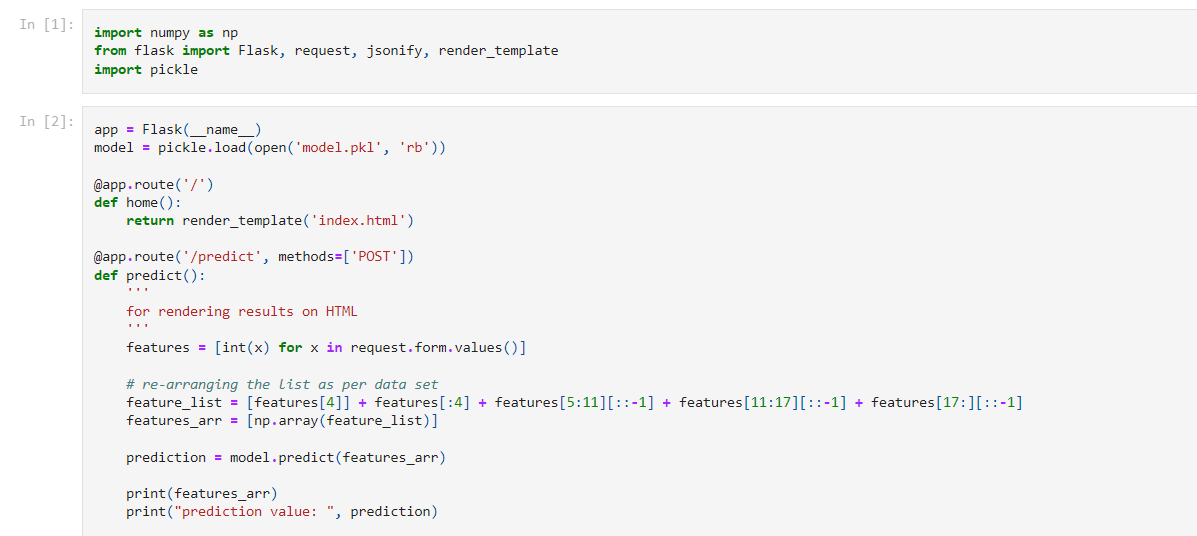 In [1]:
import numpy as np
from flask import Flask, request, jsonify, render_template
import pickle
In [2]:
app = Flask(__name__)
model = pickle.load(open('model.pkl', 'rb'))
@app.route('/')
def home():
    return render_template('index.html')
@app.route('/predict', methods=['POST'])
def predict():
    '''
    for rendering results on HTML
    '''
    features = [int(x) for x in request.form.values()]
    # re-arranging the list as per data set
    feature_list = [features[4]] + features[:4] + features[5:11][::-1] + features[11:17][::-1] + features[17:][::-1]
    features_arr = [np.array(feature_list)]
    prediction = model.predict(features_arr)
    print(features_arr)
    print("prediction value: ", prediction)